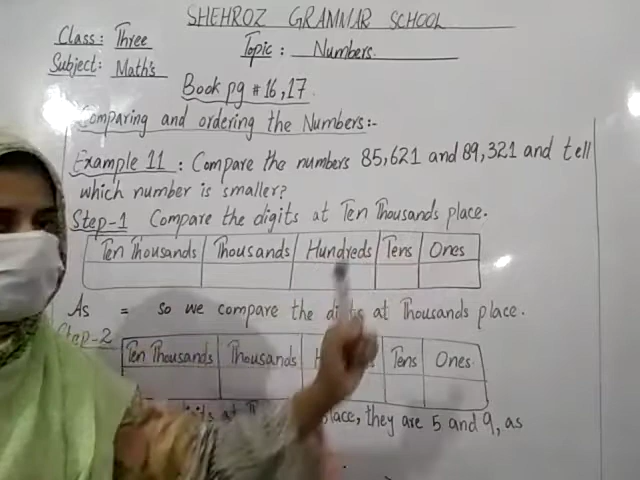 SHEHROZ GRAMMAR SCHOOL
Class: Three
Topic: Numbers.
Subject: Math's
Book pg # 16,17
Comparing and ordering the Numbers:-
Example 11: Compare the numbers 85,621 and 89,321 and tell
which number is smaller?
Step-1 Compare the digits at Ten Thousands place.
Ten Thousands Thousands Hundreds Tens Ones
As = so we compare the digits at Thousands place.
Step-2
Ten Thousands Thousands Tens Ones
digits at place, they are 5 and 9, as